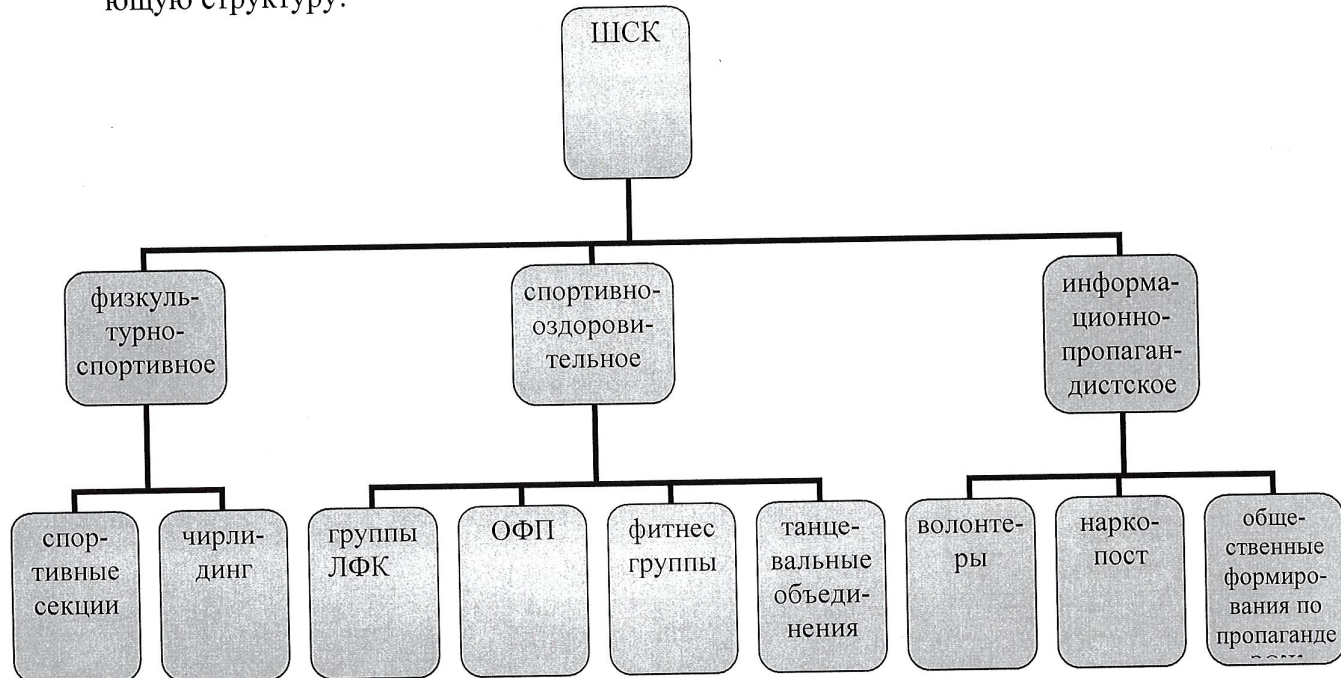 ющую структуру:
ШСК
физкуль-
турно-
спортивное
спортивно-
оздорови-
тельное
информа-
ционно-
пропаган-
дистское
спор-
тивные
секции
чирли-
динг
группы
ЛФК
ОФП
фитнес
группы
танце-
вальные
объеди-
нения
волонте-
ры
нарко-
пост
обще-
ственные
формиро-
вания по
пропаганде